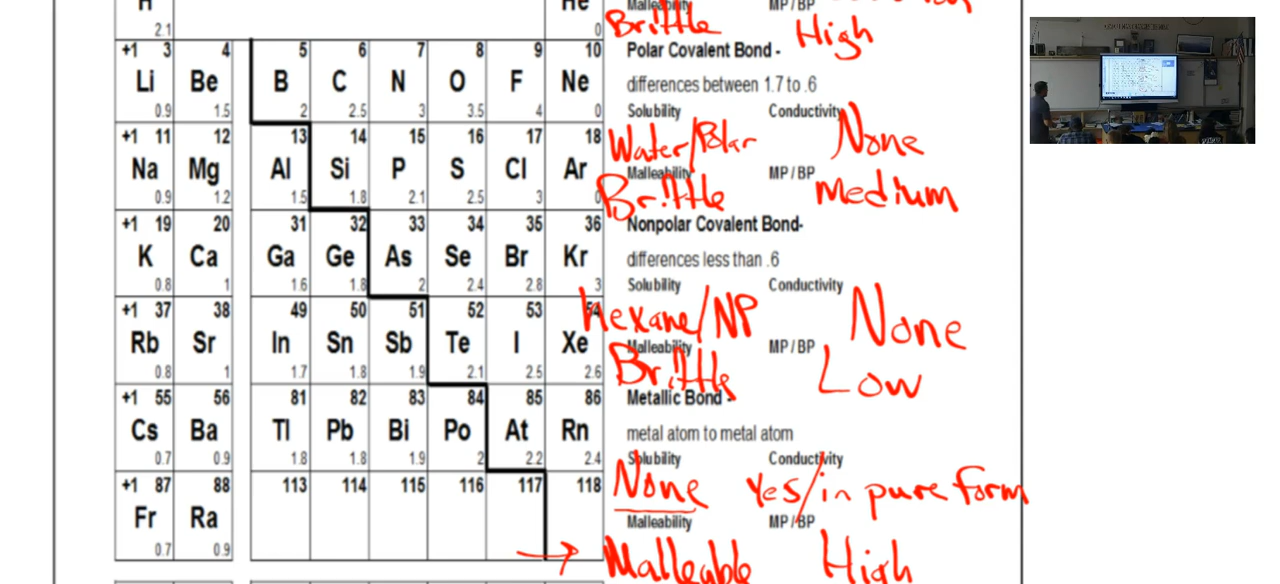 H He Malleability MP / BP
2.1 0 Brittle High
+1 3 4 5 6 7 8 9 10 Polar Covalent Bond -
Li Be B C N O F Ne differences between 1.7 to .6
0.9 1.5 2 2.5 3 3.5 4 0 Solubility Conductivity
+1 11 12 13 14 15 16 17 18 Water/Polar None
Na Mg Al Si P S Cl Ar Malleability MP / BP
0.9 1.2 1.5 1.8 2.1 2.5 3 0 Brittle Medium
+1 19 20 31 32 33 34 35 36 Nonpolar Covalent Bond-
K Ca Ga Ge As Se Br Kr differences less than .6
0.8 1 1.6 1.8 2 2.4 2.8 3 Solubility Conductivity
+1 37 38 49 50 51 52 53 54 hexane/NP None
Rb Sr In Sn Sb Te I Xe Malleability MP / BP
0.8 1 1.7 1.8 1.9 2.1 2.5 2.6 Brittle Low
+1 55 56 81 82 83 84 85 86 Metallic Bond -
Cs Ba Tl Pb Bi Po At Rn metal atom to metal atom
0.7 0.9 1.8 1.8 1.9 2 2.2 2.4 Solubility Conductivity
+1 87 88 113 114 115 116 117 118 None Yes/in pure form
Fr Ra Malleability MP / BP
0.7 0.9 Malleable High